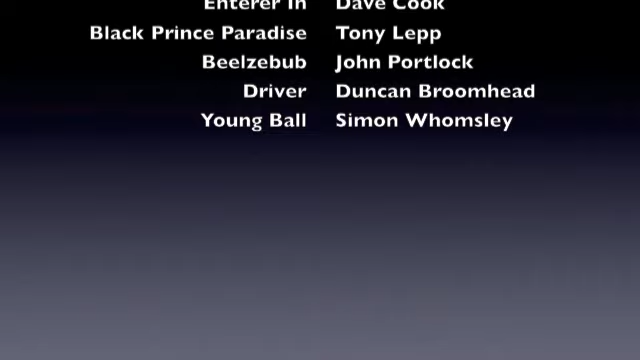 Enterer In Dave Cook
Black Prince Paradise Tony Lepp
Beelzebub John Portlock
Driver Duncan Broomhead
Young Ball Simon Whomsley